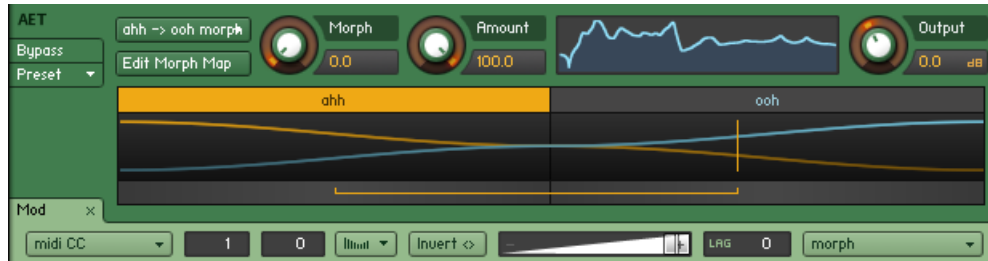 AET
ahh -> ooh morph
Morph
Amount
Output
Bypass
Edit Morph Map
0.0
100.0
0.0 dB
Preset
ahh
ooh
Mod ×
midi CC
1
0
Invert <>
LAG 0
morph